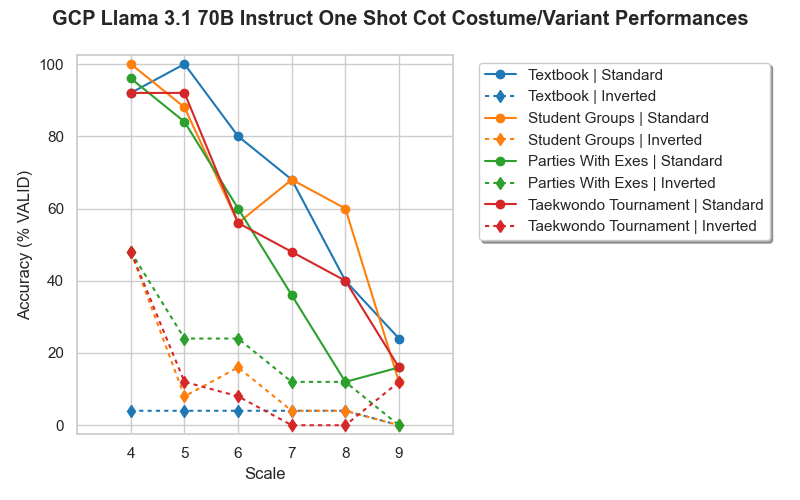 GCP Llama 3.1 70B Instruct One Shot Cot Costume/Variant Performances
Accuracy (% VALID)
100
80
60
40
20
0
4 5 6 7 8 9
Scale
Textbook | Standard
Textbook | Inverted
Student Groups | Standard
Student Groups | Inverted
Parties With Exes | Standard
Parties With Exes | Inverted
Taekwondo Tournament | Standard
Taekwondo Tournament | Inverted